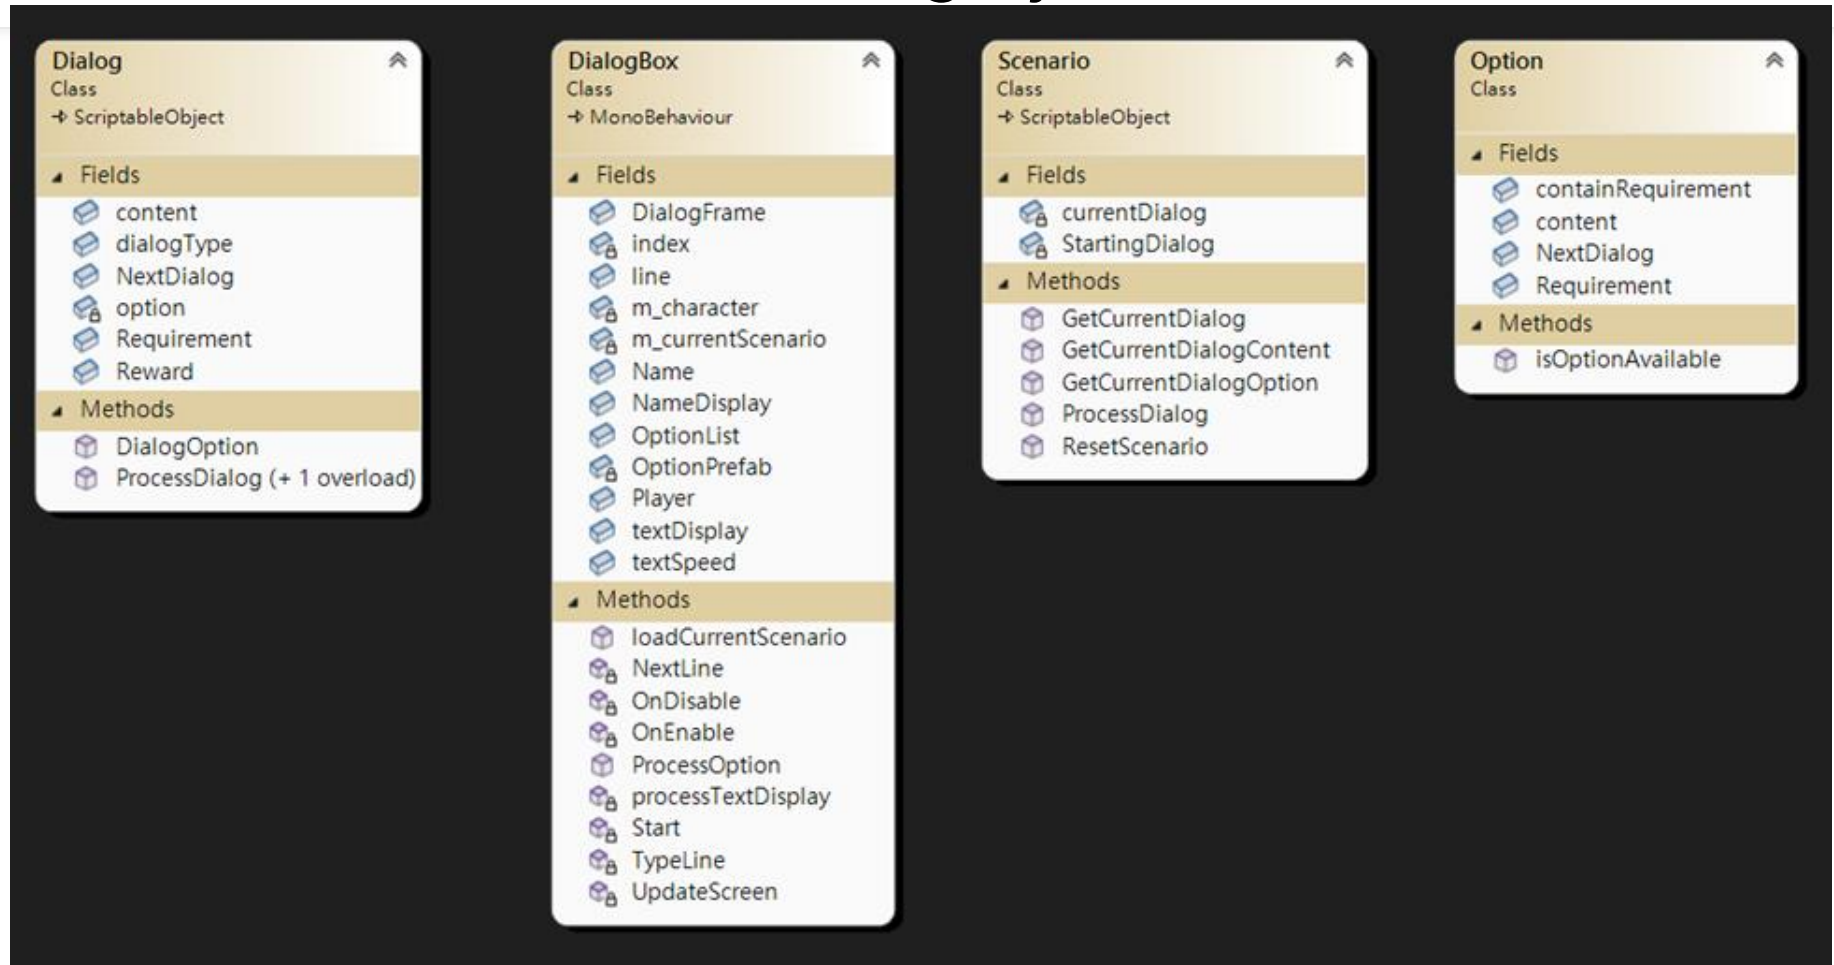 Dialog
Class
ScriptableObject
Fields
content
dialogType
NextDialog
option
Requirement
Reward
Methods
DialogOption
ProcessDialog (+ 1 overload)
DialogBox
Class
MonoBehaviour
Fields
DialogFrame
index
line
m_character
m_currentScenario
Name
NameDisplay
OptionList
OptionPrefab
Player
textDisplay
textSpeed
Methods
loadCurrentScenario
NextLine
OnDisable
OnEnable
ProcessOption
processTextDisplay
Start
TypeLine
UpdateScreen
Scenario
Class
ScriptableObject
Fields
currentDialog
StartingDialog
Methods
GetCurrentDialog
GetCurrentDialogContent
GetCurrentDialogOption
ProcessDialog
ResetScenario
Option
Class
Fields
containRequirement
content
NextDialog
Requirement
Methods
isOptionAvailable